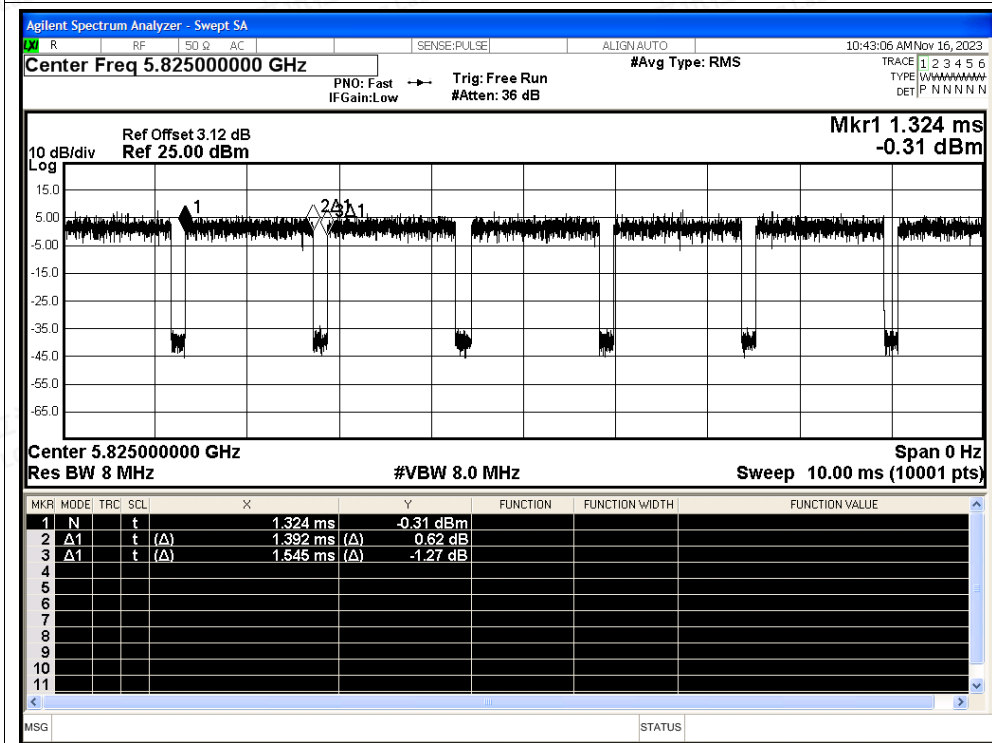 Agilent Spectrum Analyzer - Swept SA
LXI R RF 50 Ω AC SENSE:PULSE ALIGN AUTO 10:43:06 AM Nov 16, 2023
Center Freq 5.825000000 GHz #Avg Type: RMS TRACE 1 2 3 4 5 6
PNO: Fast Trig: Free Run TYPE W
IFGain:Low #Atten: 36 dB DET P N N N N N
Mkr1 1.324 ms
Ref Offset 3.12 dB
10 dB/div Ref 25.00 dBm -0.31 dBm
Log
15.0
1 2Δ1 3Δ1
5.00
-5.00
-15.0
-25.0
-35.0
-45.0
-55.0
-65.0
Center 5.825000000 GHz Span 0 Hz
Res BW 8 MHz #VBW 8.0 MHz Sweep 10.00 ms (10001 pts)
MKR MODE TRC SCL X Y FUNCTION FUNCTION WIDTH FUNCTION VALUE
1 N t 1.324 ms -0.31 dBm
2 Δ1 t (Δ) 1.392 ms (Δ) 0.62 dB
3 Δ1 t (Δ) 1.545 ms (Δ) -1.27 dB
4
5
6
7
8
9
10
11
MSG STATUS